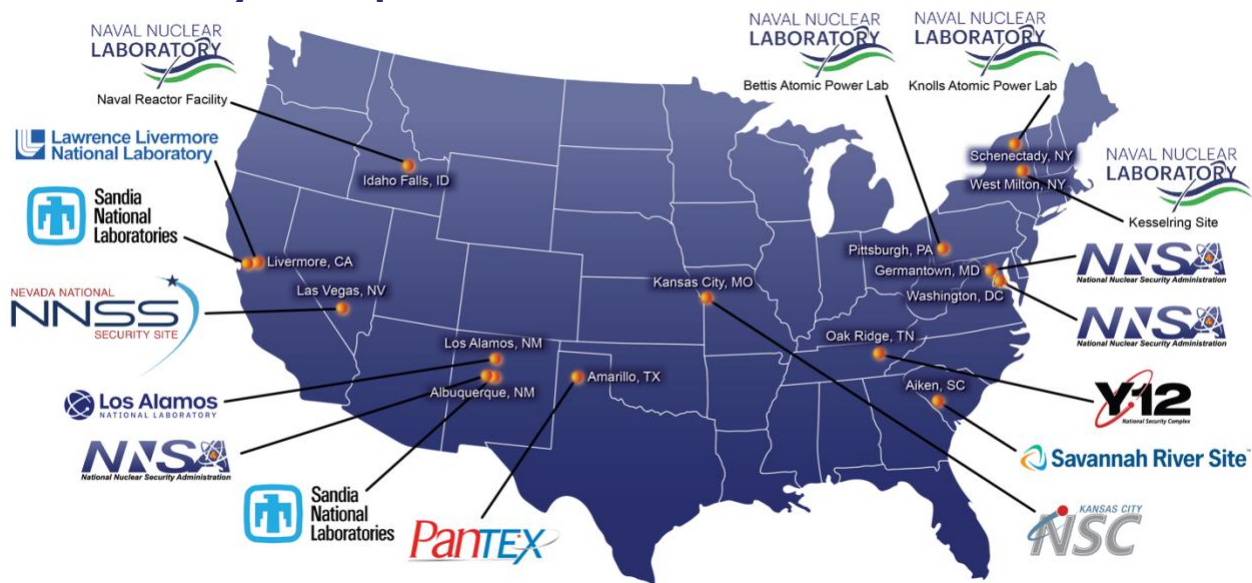 NAVAL NUCLEAR
LABORATORY
Naval Reactor Facility
NAVAL NUCLEAR
LABORATORY
Bettis Atomic Power Lab
NAVAL NUCLEAR
LABORATORY
Knolls Atomic Power Lab
Lawrence Livermore
National Laboratory
Idaho Falls, ID
Schenectady, NY
West Milton, NY
NAVAL NUCLEAR
LABORATORY
Kesselring Site
Sandia
National
Laboratories
Livermore, CA
Pittsburgh, PA
Germantown, MD
Washington, DC
NNSA
National Nuclear Security Administration
NEVADA NATIONAL
NNSS
SECURITY SITE
Las Vegas, NV
Kansas City, MO
NNSA
National Nuclear Security Administration
Los Alamos, NM
Oak Ridge, TN
Los Alamos
NATIONAL LABORATORY
Albuquerque, NM
Amarillo, TX
Aiken, SC
Y-12
National Security Complex
NNSA
National Nuclear Security Administration
Savannah River Site™
Sandia
National
Laboratories
PanTEX
KANSAS CITY
NSC